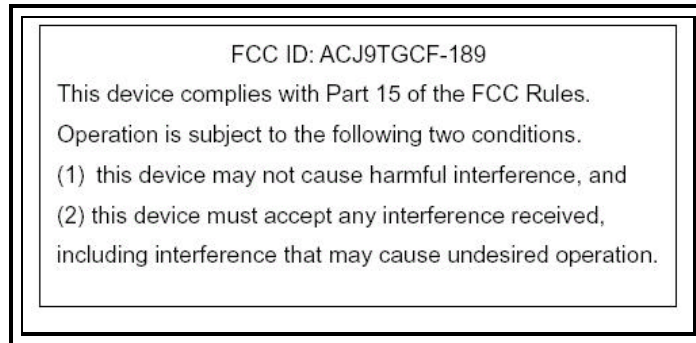 FCC ID: ACJ9TGCF-189
This device complies with Part 15 of the FCC Rules.
Operation is subject to the following two conditions.
(1) this device may not cause harmful interference, and
(2) this device must accept any interference received,
including interference that may cause undesired operation.